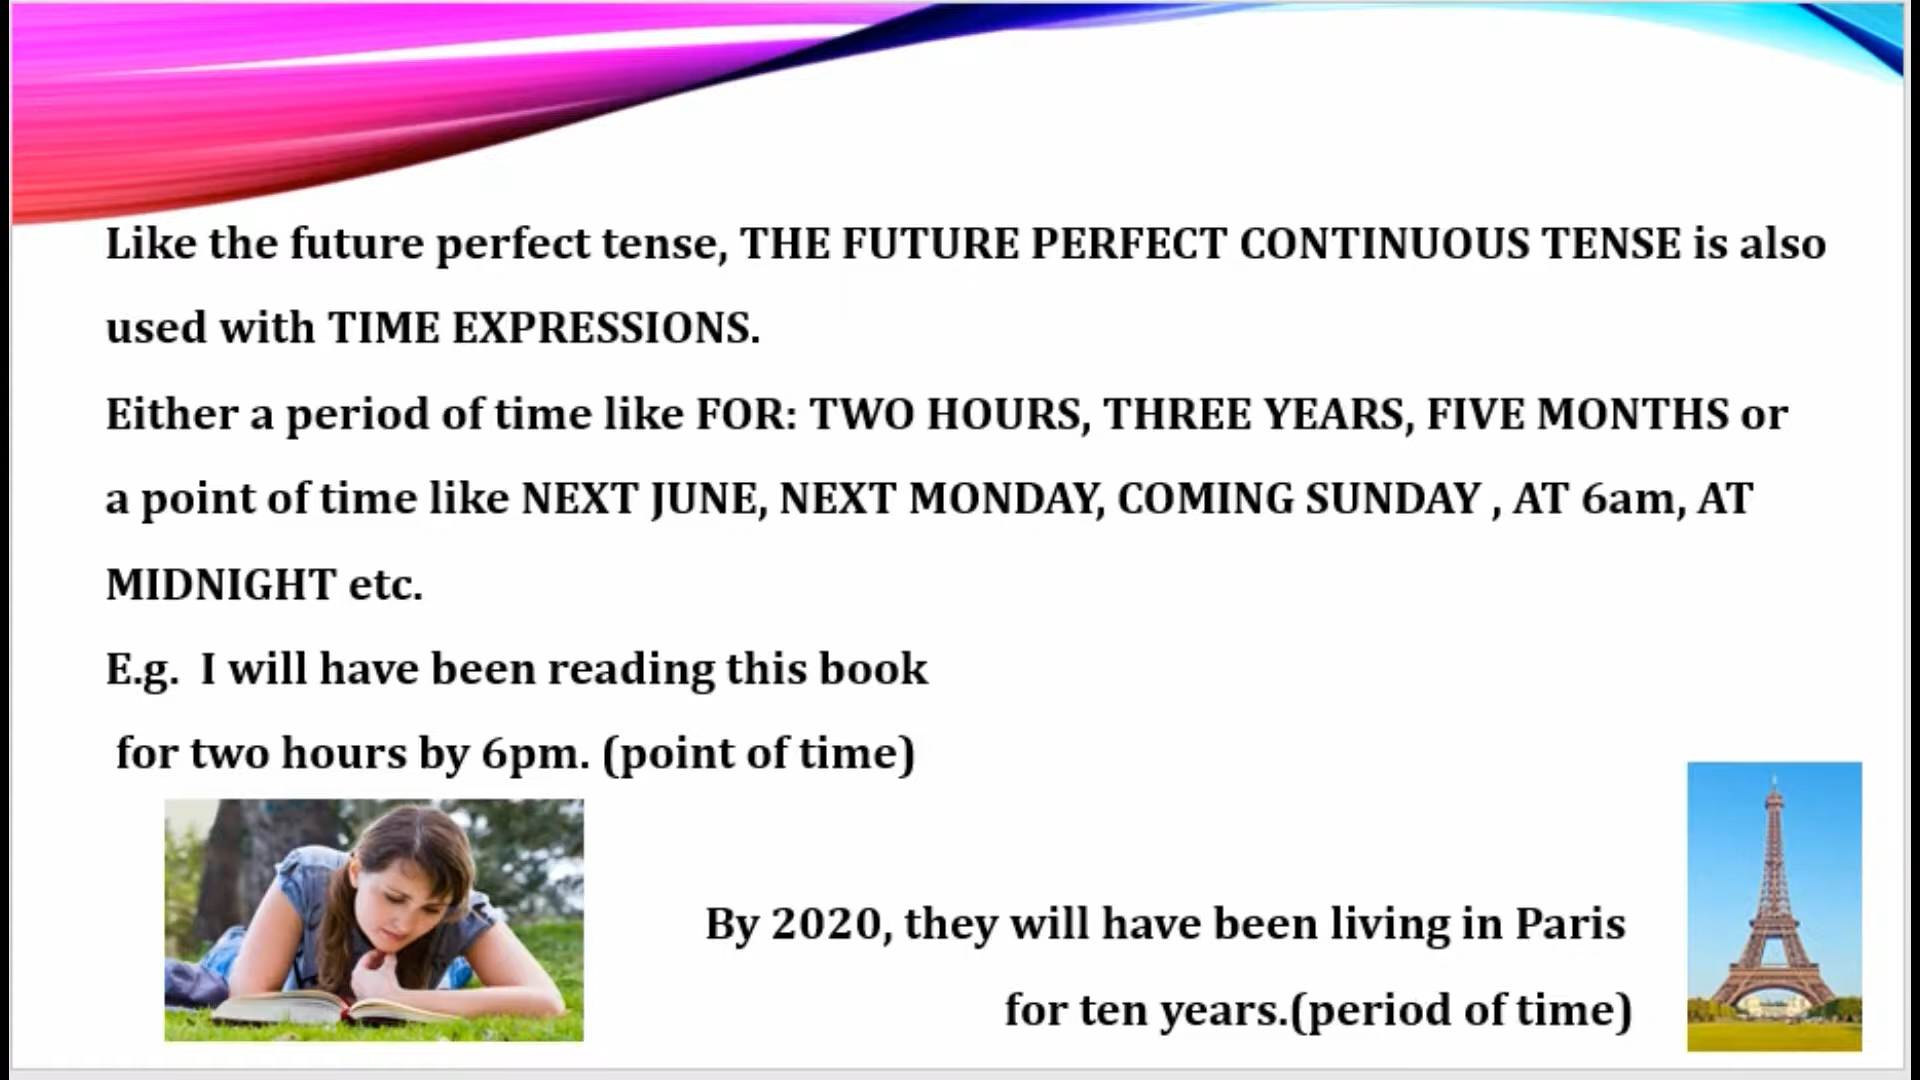 Like the future perfect tense, THE FUTURE PERFECT CONTINUOUS TENSE is also
used with TIME EXPRESSIONS.
Either a period of time like FOR: TWO HOURS, THREE YEARS, FIVE MONTHS or
a point of time like NEXT JUNE, NEXT MONDAY, COMING SUNDAY , AT 6am, AT
MIDNIGHT etc.
E.g.  I will have been reading this book
for two hours by 6pm. (point of time)
By 2020, they will have been living in Paris
for ten years.(period of time)